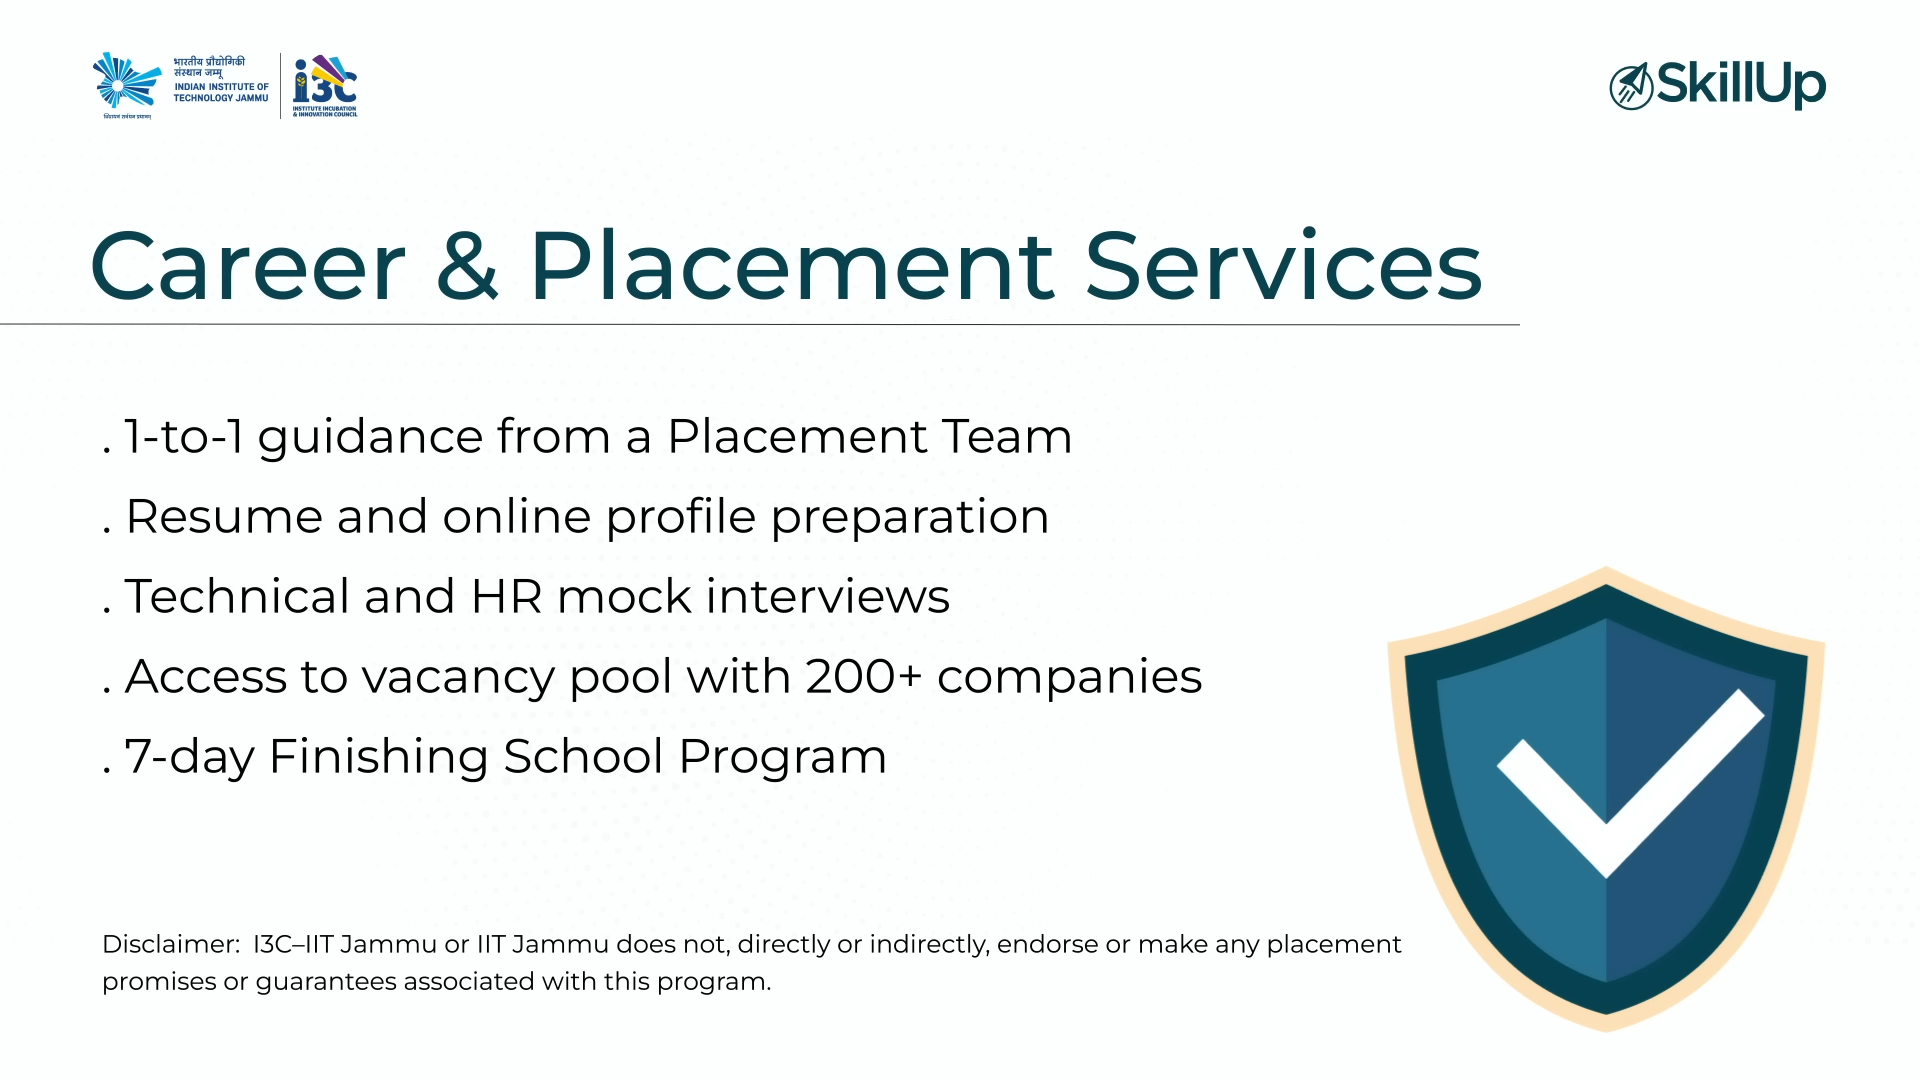 भारतीय प्रौद्योगिकी
संस्थान जम्मू
INDIAN INSTITUTE OF
TECHNOLOGY JAMMU
i3C
INSTITUTE INCUBATION
& INNOVATION COUNCIL
SkillUp
Career & Placement Services
. 1-to-1 guidance from a Placement Team
. Resume and online profile preparation
. Technical and HR mock interviews
. Access to vacancy pool with 200+ companies
. 7-day Finishing School Program
Disclaimer: I3C–IIT Jammu or IIT Jammu does not, directly or indirectly, endorse or make any placement
promises or guarantees associated with this program.